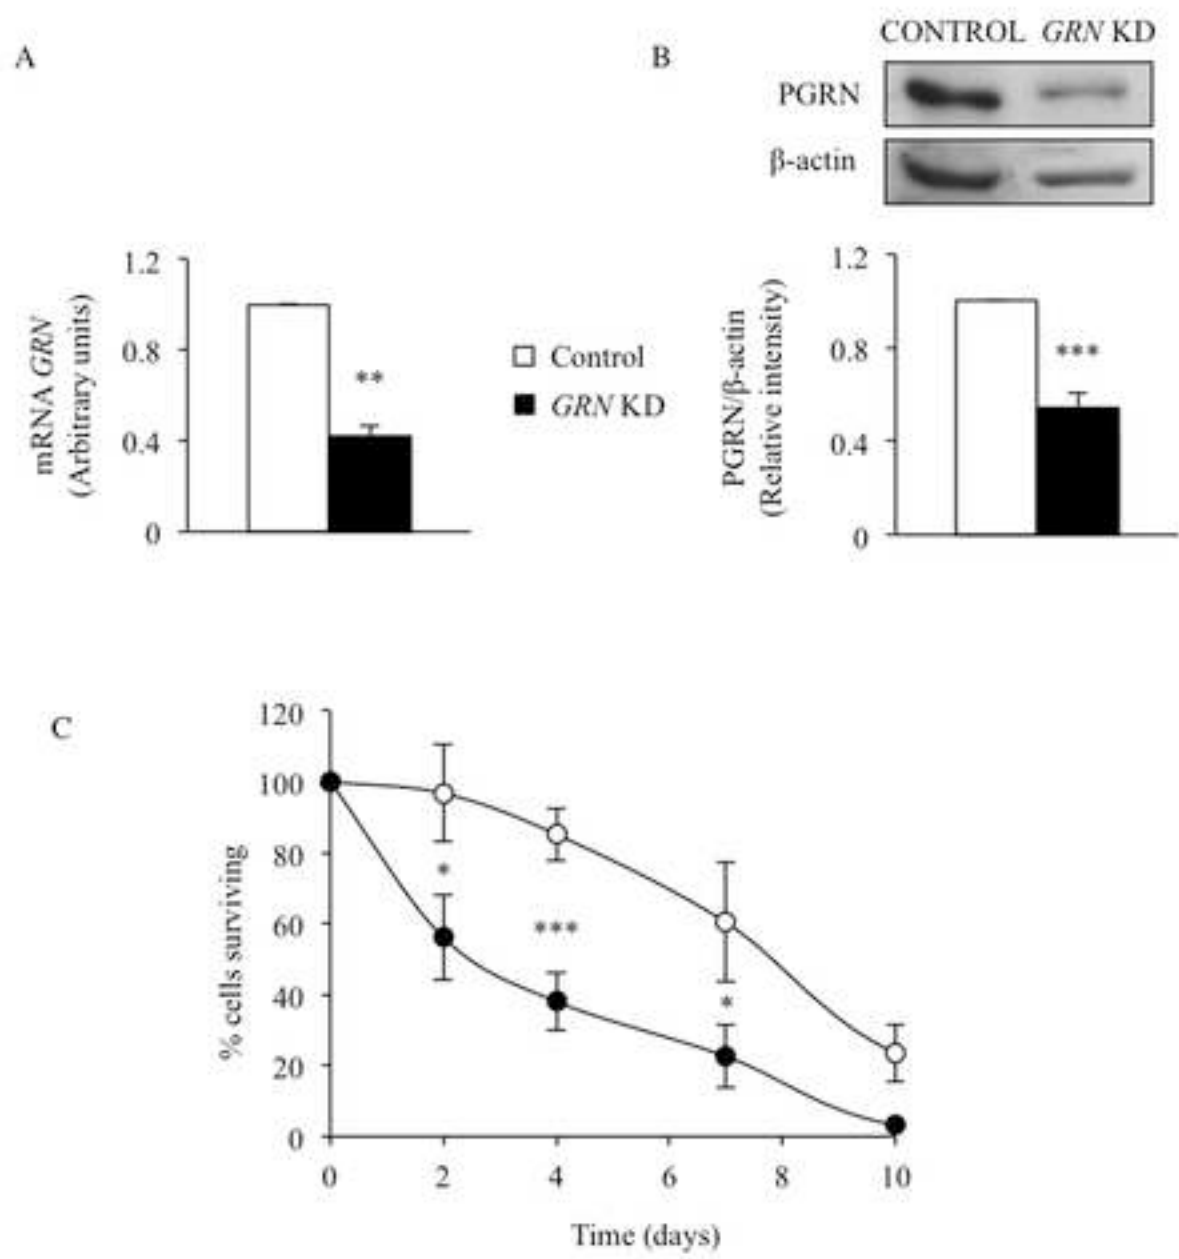 A
B
CONTROL GRN KD
PGRN
β-actin
1.2
0.8
0.4
0
mRNA GRN
(Arbitrary units)
**
Control
GRN KD
1.2
0.8
0.4
0
PGRN/β-actin
(Relative intensity)
***
C
120
100
80
60
40
20
0
% cells surviving
*
***
*
0 2 4 6 8 10
Time (days)